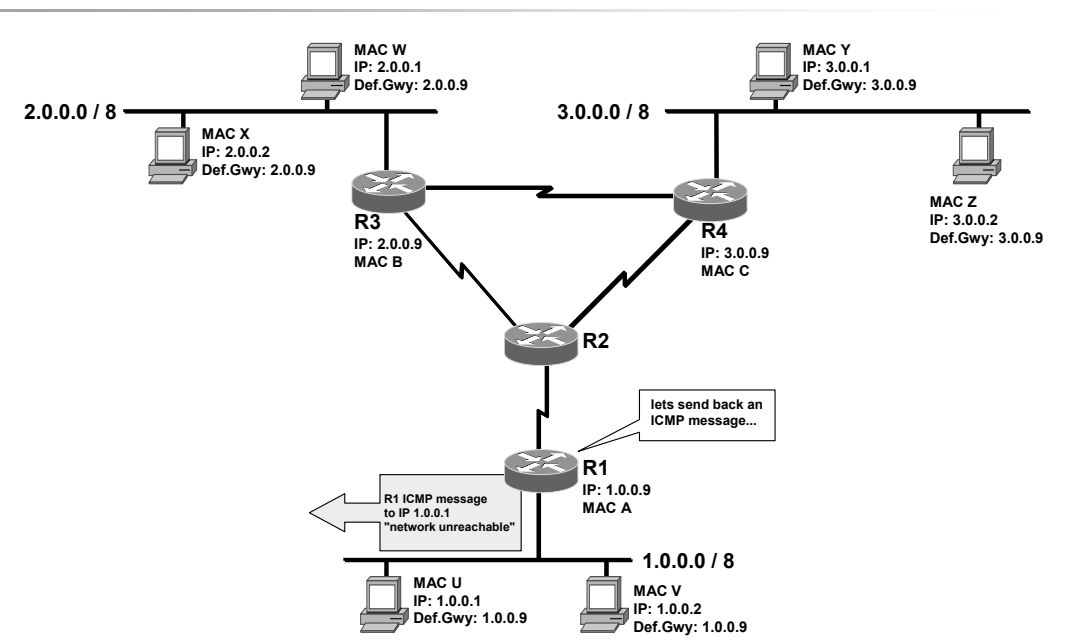 MAC W
IP: 2.0.0.1
Def.Gwy: 2.0.0.9
MAC Y
IP: 3.0.0.1
Def.Gwy: 3.0.0.9
2.0.0.0 / 8
3.0.0.0 / 8
MAC X
IP: 2.0.0.2
Def.Gwy: 2.0.0.9
MAC Z
IP: 3.0.0.2
Def.Gwy: 3.0.0.9
R3
IP: 2.0.0.9
MAC B
R4
IP: 3.0.0.9
MAC C
R2
lets send back an
ICMP message...
R1
IP: 1.0.0.9
MAC A
R1 ICMP message
to IP 1.0.0.1
"network unreachable"
1.0.0.0 / 8
MAC U
IP: 1.0.0.1
Def.Gwy: 1.0.0.9
MAC V
IP: 1.0.0.2
Def.Gwy: 1.0.0.9